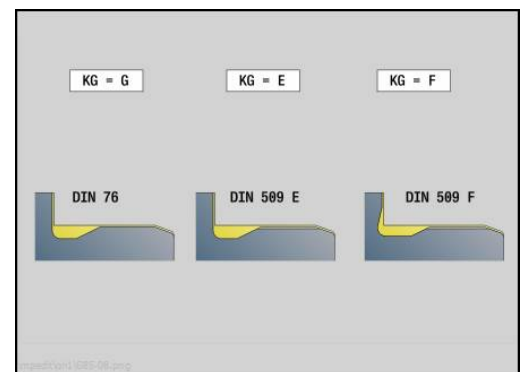 KG = G
KG = E
KG = F
DIN 76
DIN 509 E
DIN 509 F